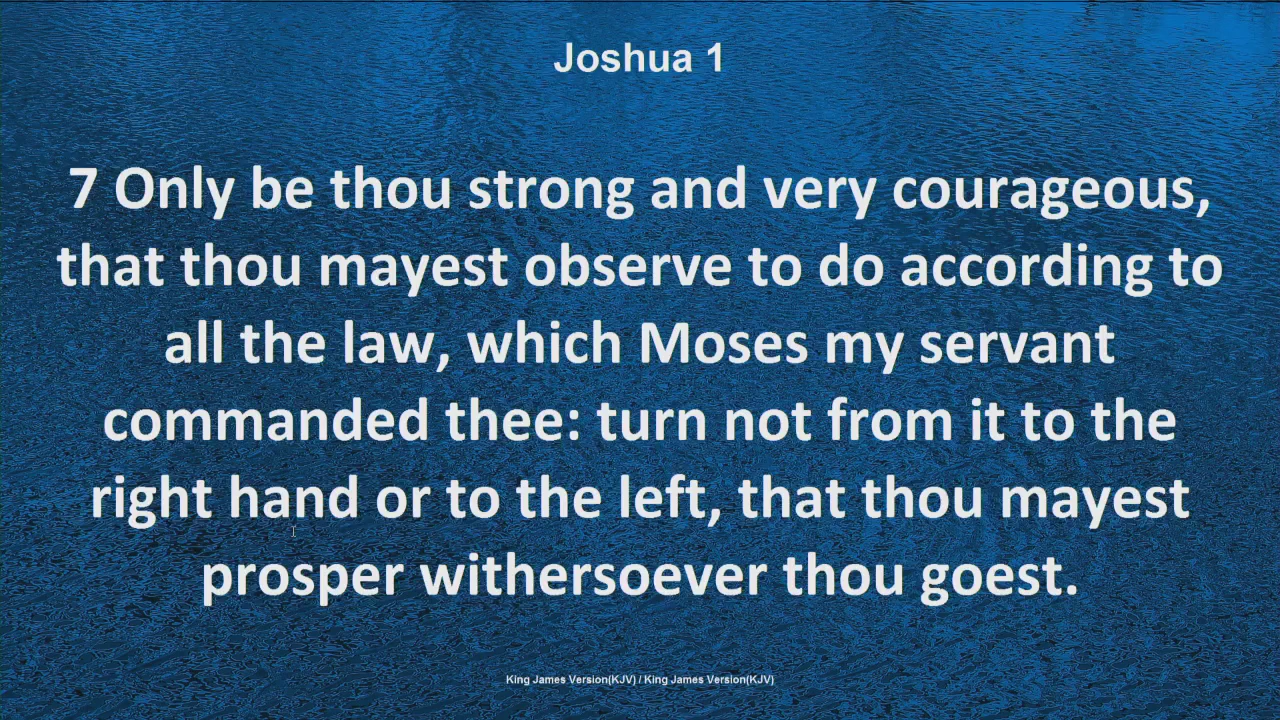 Joshua 1
7 Only be thou strong and very courageous,
that thou mayest observe to do according to
all the law, which Moses my servant
commanded thee: turn not from it to the
right hand or to the left, that thou mayest
prosper withersoever thou goest.
King James Version(KJV) / King James Version(KJV)